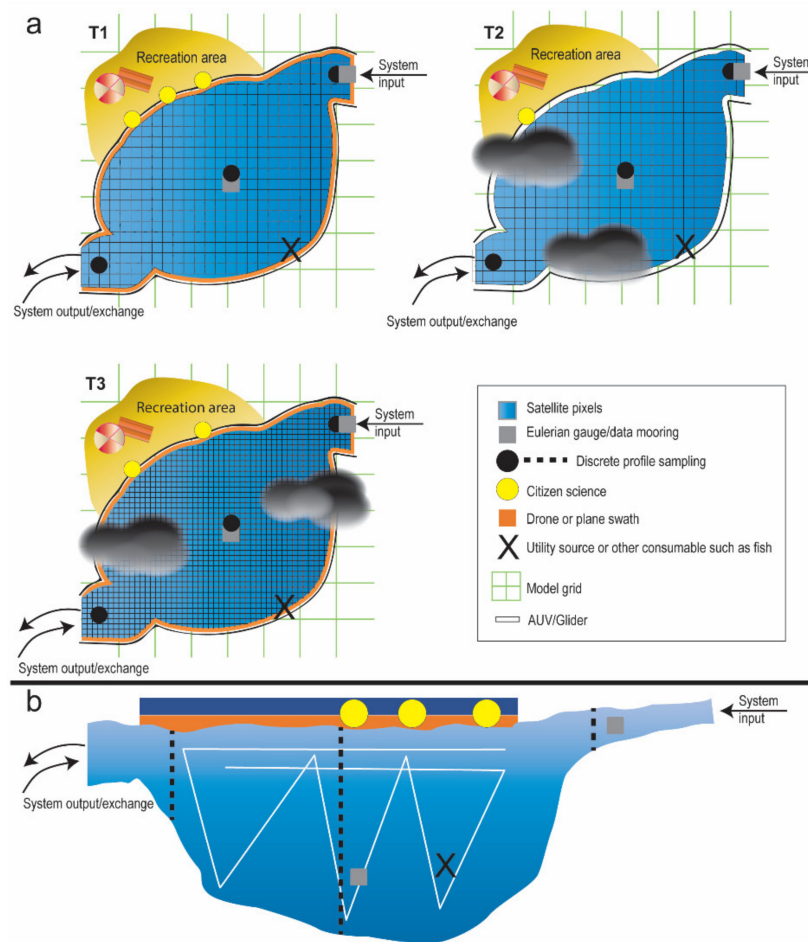 a
T1
Recreation area
System
input
System output/exchange
T2
Recreation area
System
input
System output/exchange
T3
Recreation area
System
input
System output/exchange
Satellite pixels
Eulerian gauge/data mooring
Discrete profile sampling
Citizen science
Drone or plane swath
X Utility source or other consumable such as fish
Model grid
AUV/Glider
X
X
X
b
System
input
System output/exchange
X